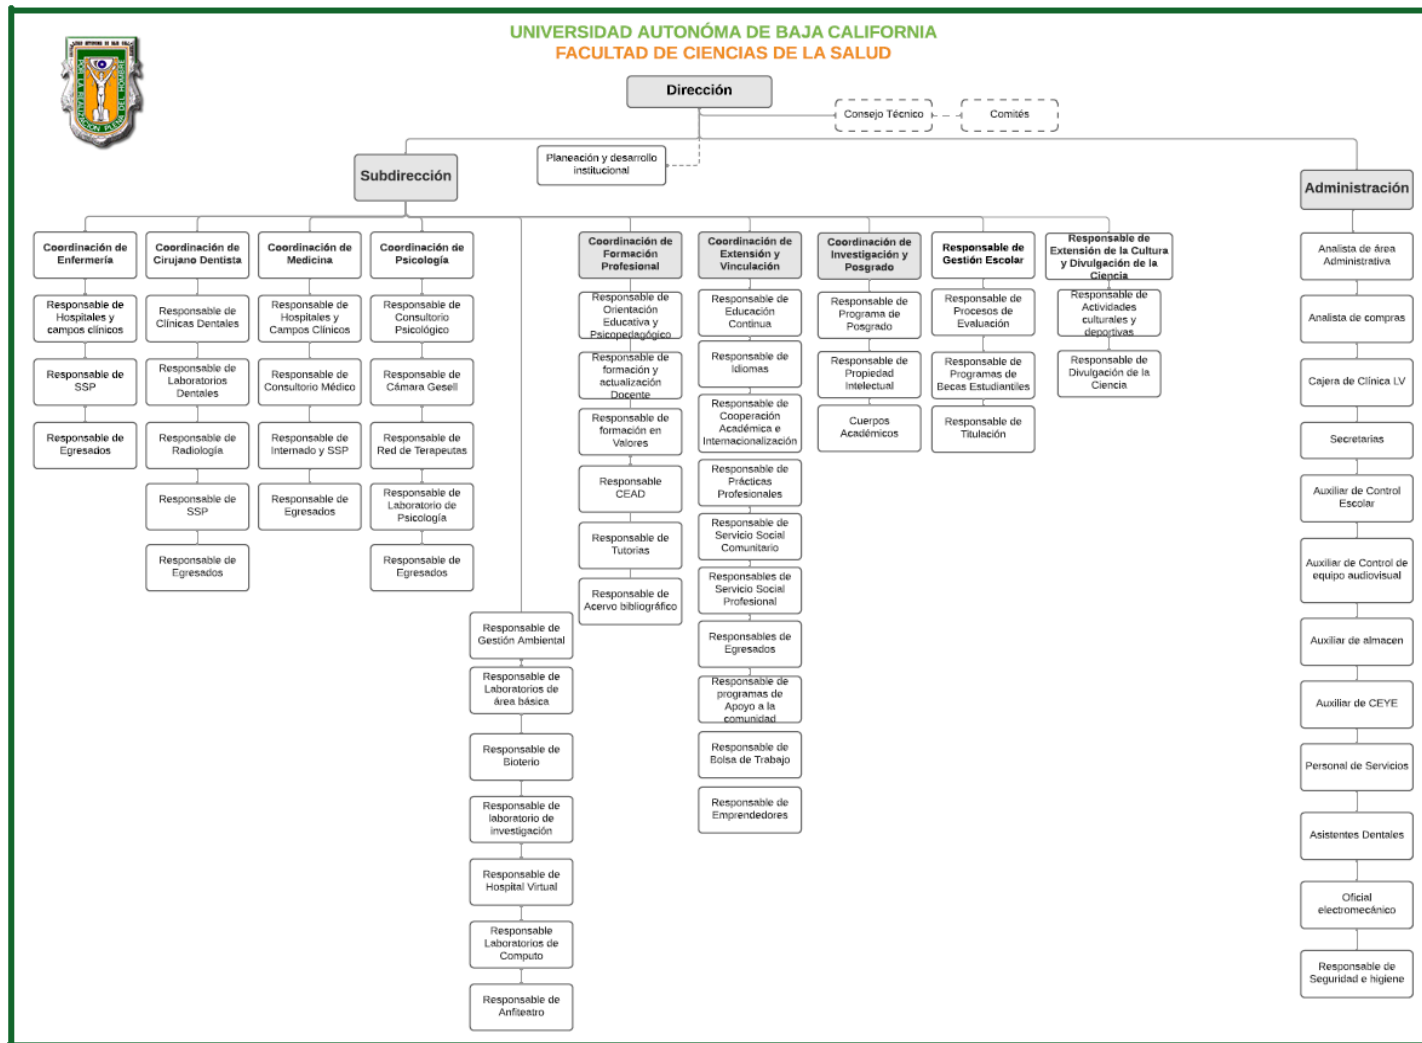 UNIVERSIDAD AUTONÓMA DE BAJA CALIFORNIA
FACULTAD DE CIENCIAS DE LA SALUD
POR LA REALIZACION PLENA DEL HOMBRE
Dirección
Consejo Técnico
Comités
Planeación y desarrollo
institucional
Subdirección
Administración
Coordinación de
Enfermería
Responsable de
Hospitales y
campos clínicos
Responsable de
SSP
Responsable de
Egresados
Coordinación de
Cirujano Dentista
Responsable de
Clínicas Dentales
Responsable de
Laboratorios
Dentales
Responsable de
Radiología
Responsable de
SSP
Responsable de
Egresados
Coordinación de
Medicina
Responsable de
Hospitales y
Campos Clínicos
Responsable de
Consultorio Médico
Responsable de
Internado y SSP
Responsable de
Egresados
Coordinación de
Psicología
Responsable de
Consultorio
Psicológico
Responsable de
Cámara Gesell
Responsable de
Red de Terapeutas
Responsable de
Laboratorio de
Psicología
Responsable de
Egresados
Responsable de
Gestión Ambiental
Responsable de
Laboratorios de
área básica
Responsable de
Bioterio
Responsable de
laboratorio de
investigación
Responsable de
Hospital Virtual
Responsable
Laboratorios de
Computo
Responsable de
Anfiteatro
Coordinación de
Formación
Profesional
Responsable de
Orientación
Educativa y
Psicopedagógico
Responsable de
formación y
actualización
Docente
Responsable de
formación en
Valores
Responsable
CEAD
Responsable de
Tutorias
Responsable de
Acervo bibliográfico
Coordinación de
Extensión y
Vinculación
Responsable de
Educación
Continua
Responsable de
Idiomas
Responsable de
Cooperación
Académica e
Internacionalización
Responsable de
Prácticas
Profesionales
Responsable de
Servicio Social
Comunitario
Responsables de
Servicio Social
Profesional
Responsables de
Egresados
Responsable de
programas de
Apoyo a la
comunidad
Responsable de
Bolsa de Trabajo
Responsable de
Emprendedores
Coordinación de
Investigación y
Posgrado
Responsable de
Programa de
Posgrado
Responsable de
Propiedad
Intelectual
Cuerpos
Académicos
Responsable de
Gestión Escolar
Responsable de
Procesos de
Evaluación
Responsable de
Programas de
Becas Estudiantiles
Responsable de
Titulación
Responsable de
Extensión de la Cultura
y Divulgación de la
Ciencia
Responsable de
Actividades
culturales y
deportivas
Responsable de
Divulgación de la
Ciencia
Analista de área
Administrativa
Analista de compras
Cajera de Clínica LV
Secretarias
Auxiliar de Control
Escolar
Auxiliar de Control de
equipo audiovisual
Auxiliar de almacen
Auxiliar de CEYE
Personal de Servicios
Asistentes Dentales
Oficial
electromecánico
Responsable de
Seguridad e higiene